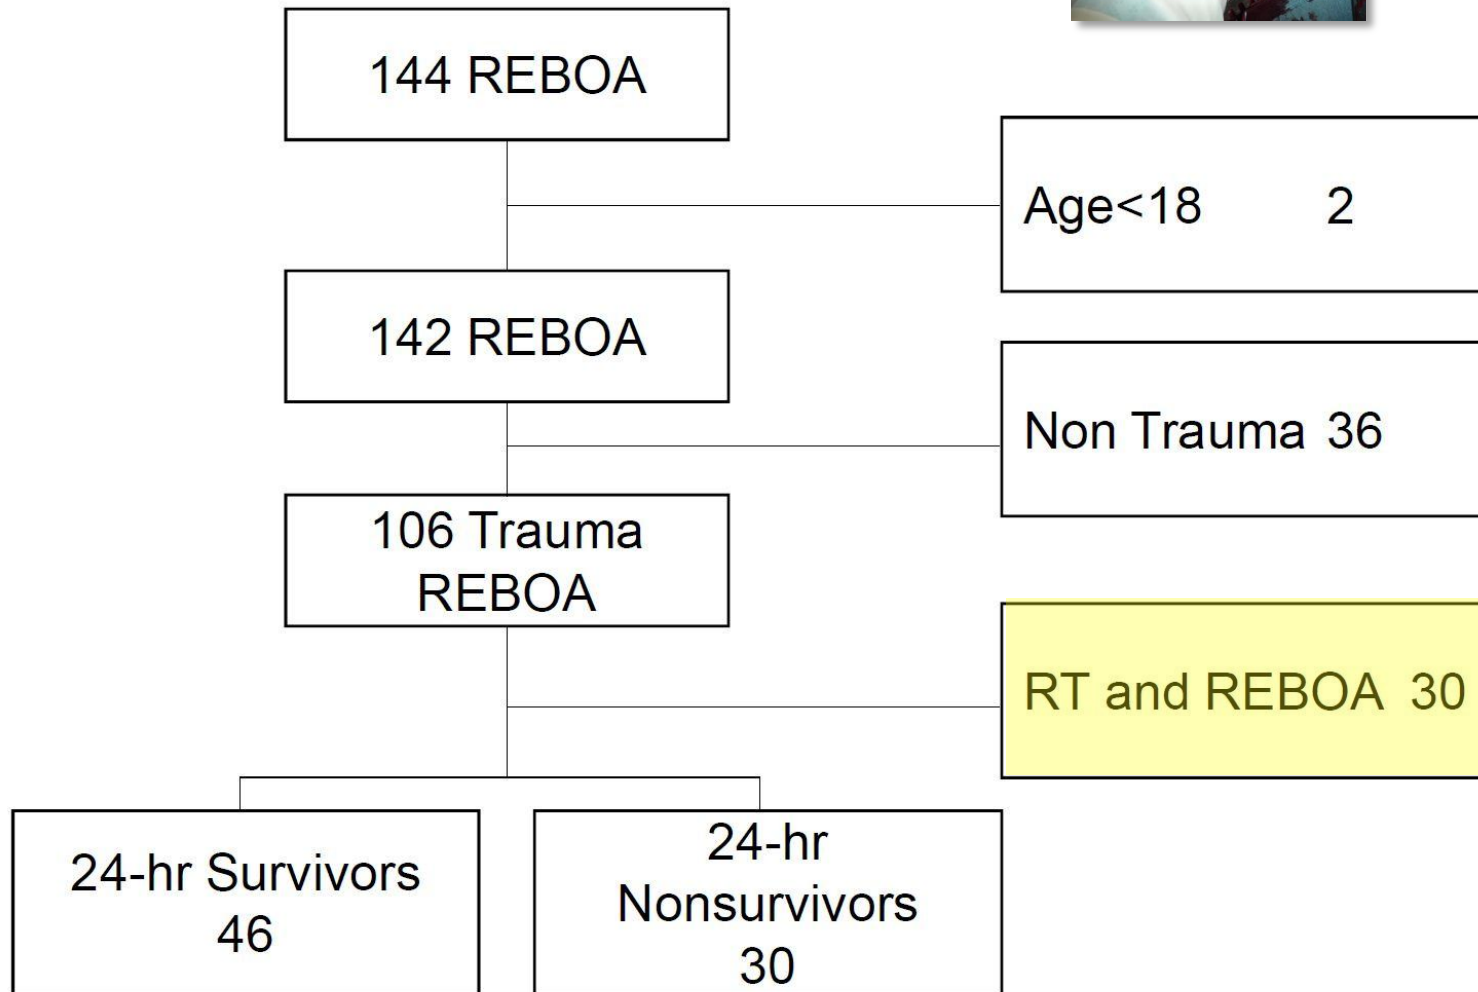 144 REBOA
Age<18 2
142 REBOA
Non Trauma 36
106 Trauma
REBOA
RT and REBOA 30
24-hr Survivors
46
24-hr
Nonsurvivors
30